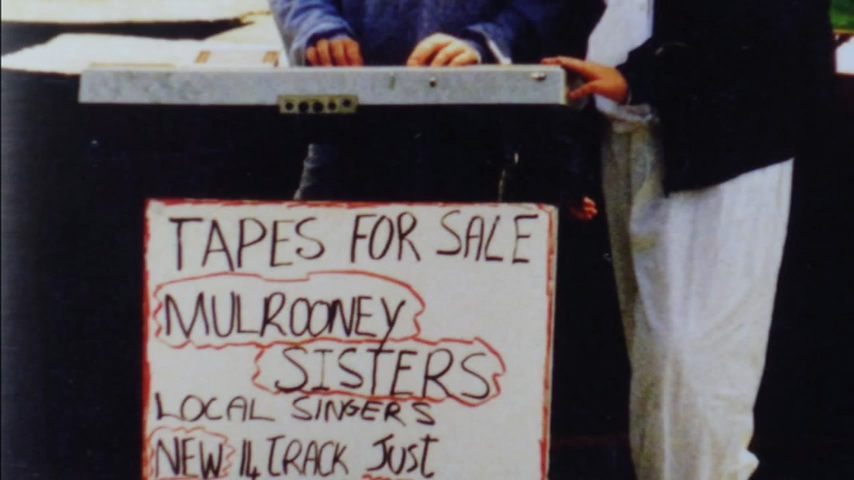 TAPES FOR SALE
MULROONEY
SISTERS
LOCAL SINGERS
NEW 14 TRACK JUST